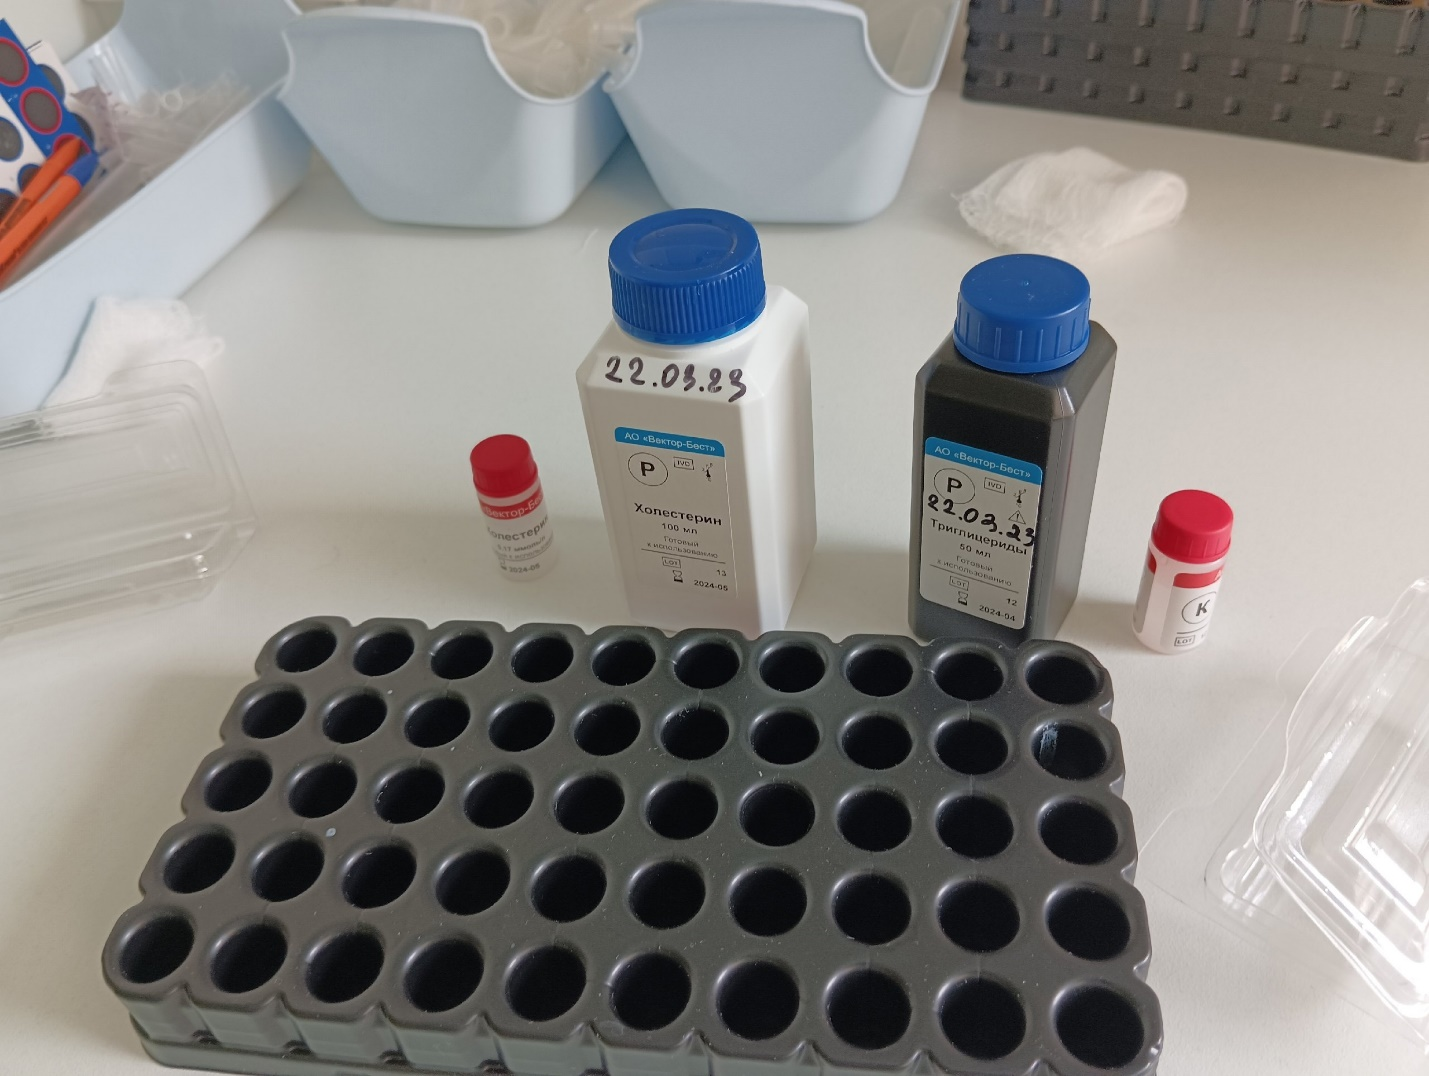 22.03.23
АО «Вектор-Бест»
P
IVD
Холестерин
100 мл
Готовый
к использованию
LOT
13
2024-05
АО «Вектор-Бест»
P
IVD
22.03.23
Триглицериды
50 мл
Готовый
к использованию
LOT
12
2024-04
2024-05
K
LOT